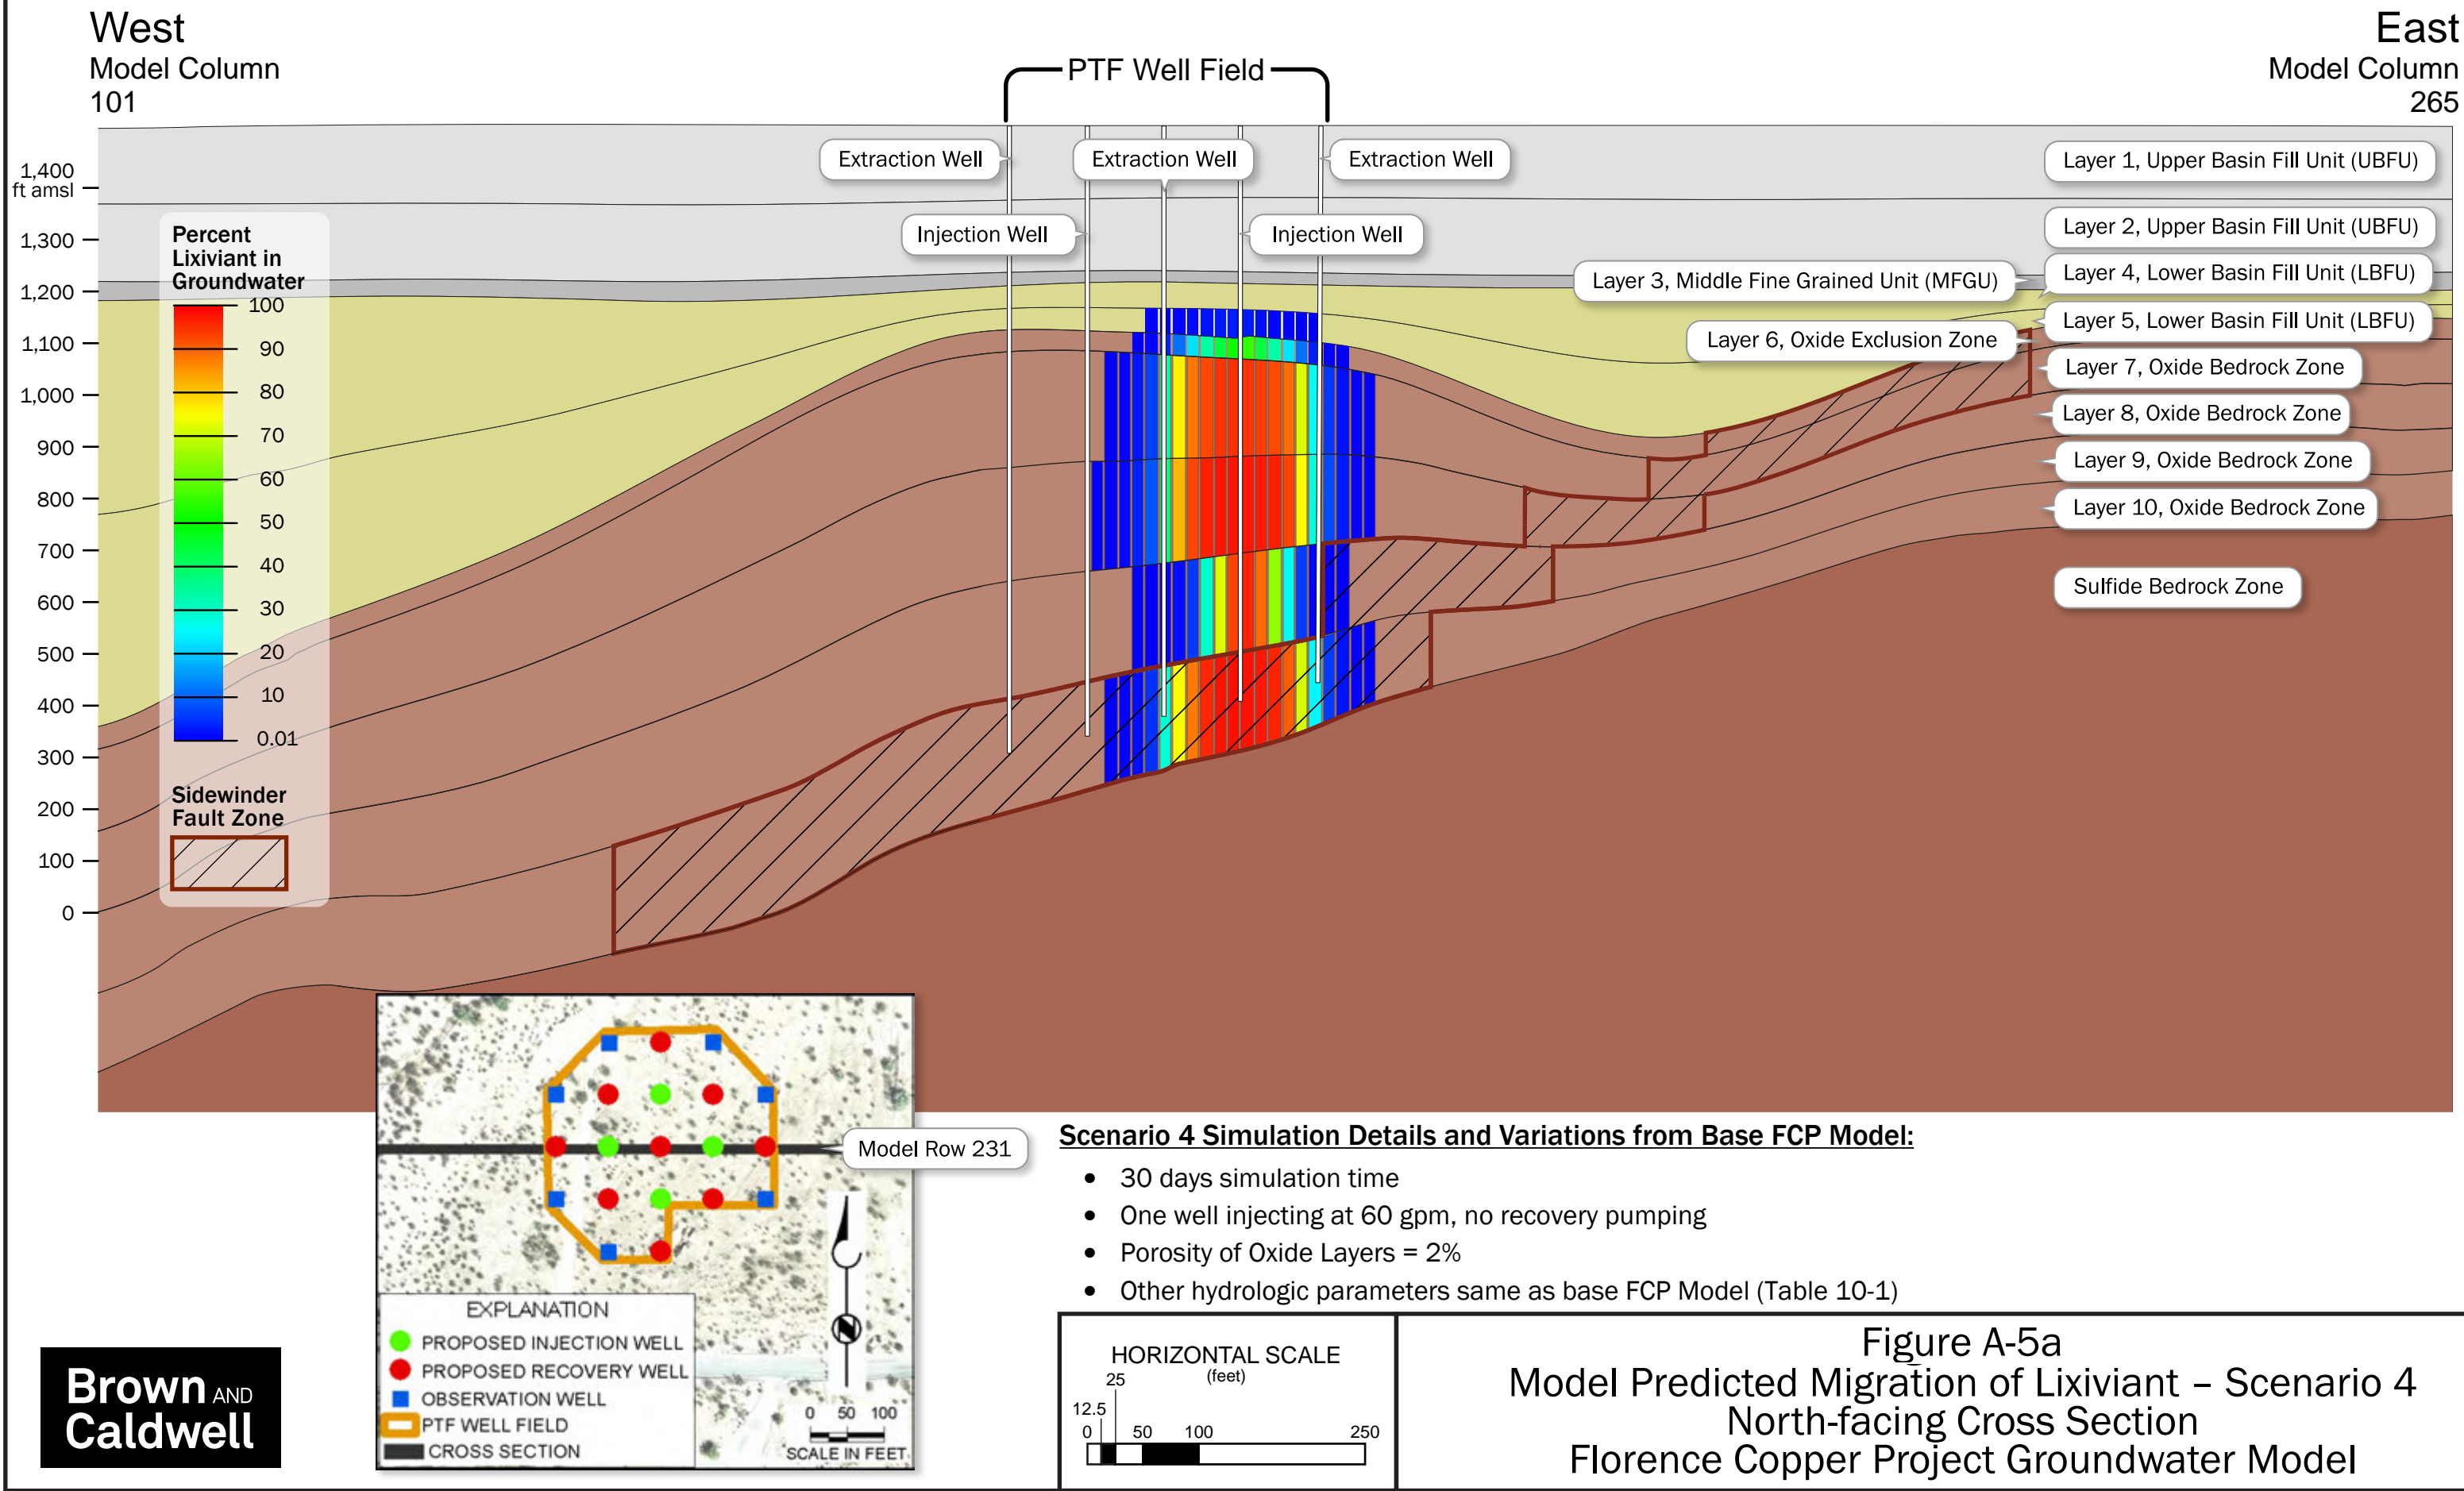 West
Model Column
101
East
Model Column
265
PTF Well Field
Extraction Well
Extraction Well
Extraction Well
Injection Well
Injection Well
Layer 1, Upper Basin Fill Unit (UBFU)
Layer 2, Upper Basin Fill Unit (UBFU)
Layer 3, Middle Fine Grained Unit (MFGU)
Layer 4, Lower Basin Fill Unit (LBFU)
Layer 5, Lower Basin Fill Unit (LBFU)
Layer 6, Oxide Exclusion Zone
Layer 7, Oxide Bedrock Zone
Layer 8, Oxide Bedrock Zone
Layer 9, Oxide Bedrock Zone
Layer 10, Oxide Bedrock Zone
Sulfide Bedrock Zone
1,400
ft amsl
1,300
1,200
1,100
1,000
900
800
700
600
500
400
300
200
100
0
Percent
Lixiviant in
Groundwater
100
90
80
70
60
50
40
30
20
10
0.01
Sidewinder
Fault Zone
Model Row 231
EXPLANATION
PROPOSED INJECTION WELL
PROPOSED RECOVERY WELL
OBSERVATION WELL
PTF WELL FIELD
CROSS SECTION
N
0 50 100
SCALE IN FEET
Scenario 4 Simulation Details and Variations from Base FCP Model:
• 30 days simulation time
• One well injecting at 60 gpm, no recovery pumping
• Porosity of Oxide Layers = 2%
• Other hydrologic parameters same as base FCP Model (Table 10-1)
HORIZONTAL SCALE
(feet)
25
12.5
0 50 100 250
Figure A-5a
Model Predicted Migration of Lixiviant – Scenario 4
North-facing Cross Section
Florence Copper Project Groundwater Model
Brown AND
Caldwell